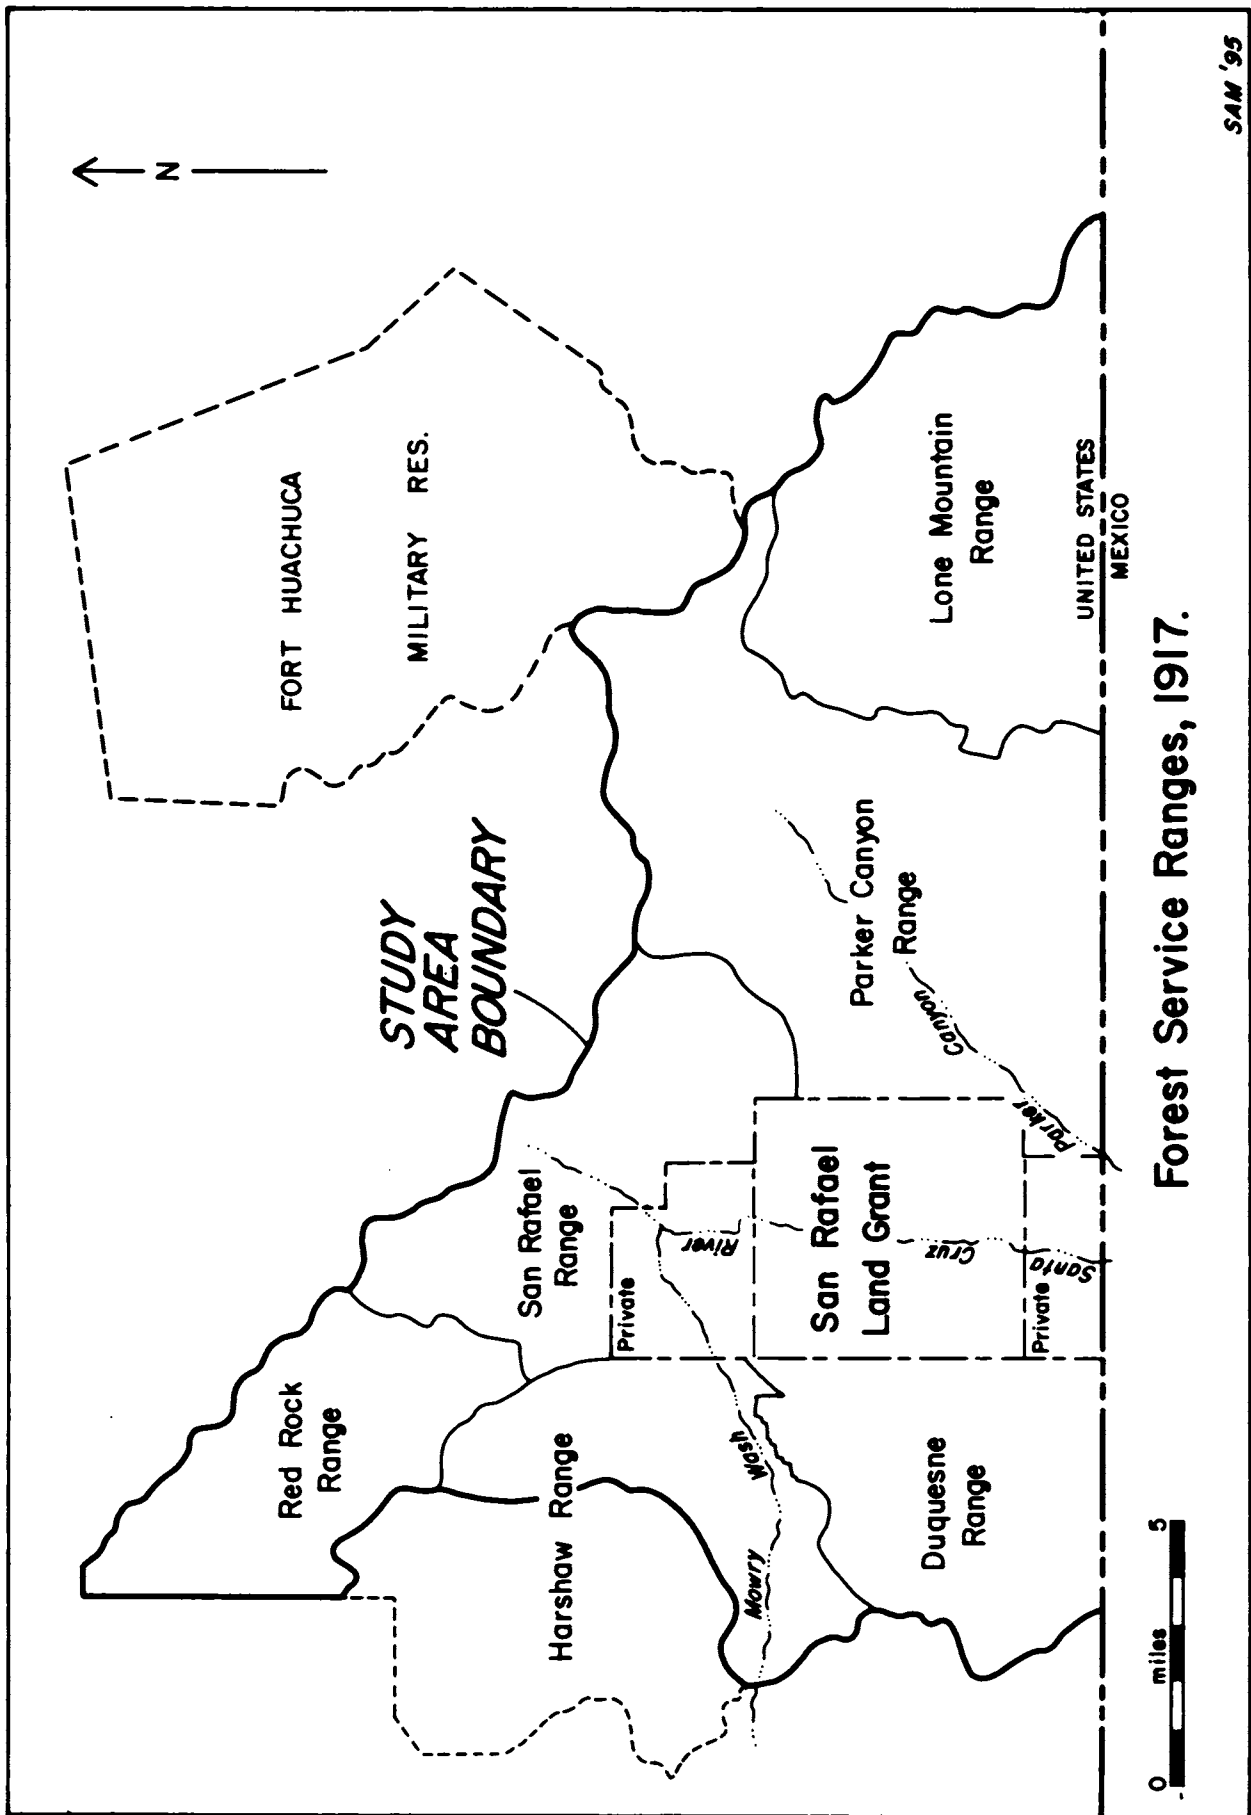 N
FORT HUACHUCA
MILITARY RES.
STUDY
AREA
BOUNDARY
Red Rock
Range
San Rafael
Range
Harshaw Range
Private
River
Wash
Mowry
San Rafael
Land Grant
Cruz
Santa
Private
Parker Canyon
Range
Canyon
Parker
Lone Mountain
Range
Duquesne
Range
UNITED STATES
MEXICO
0 miles 5
Forest Service Ranges, 1917.
SAM '95